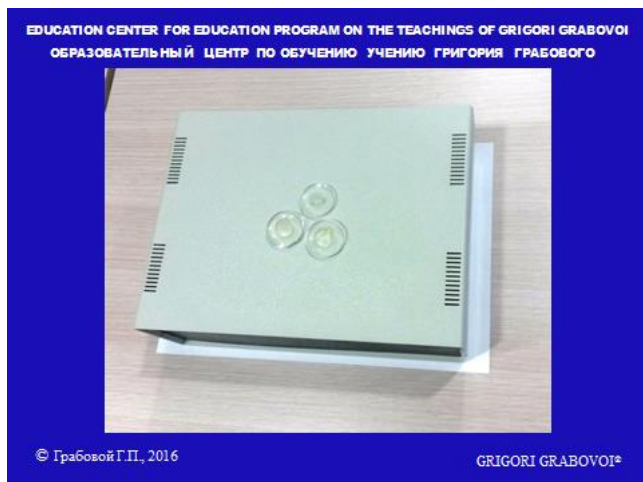 EDUCATION CENTER FOR EDUCATION PROGRAM ON THE TEACHINGS OF GRIGORI GRABOVOI
ОБРАЗОВАТЕЛЬНЫЙ ЦЕНТР ПО ОБУЧЕНИЮ УЧЕНИЮ ГРИГОРИЯ ГРАБОВОГО
© Грабовой Г.П., 2016
GRIGORI GRABOVOI®